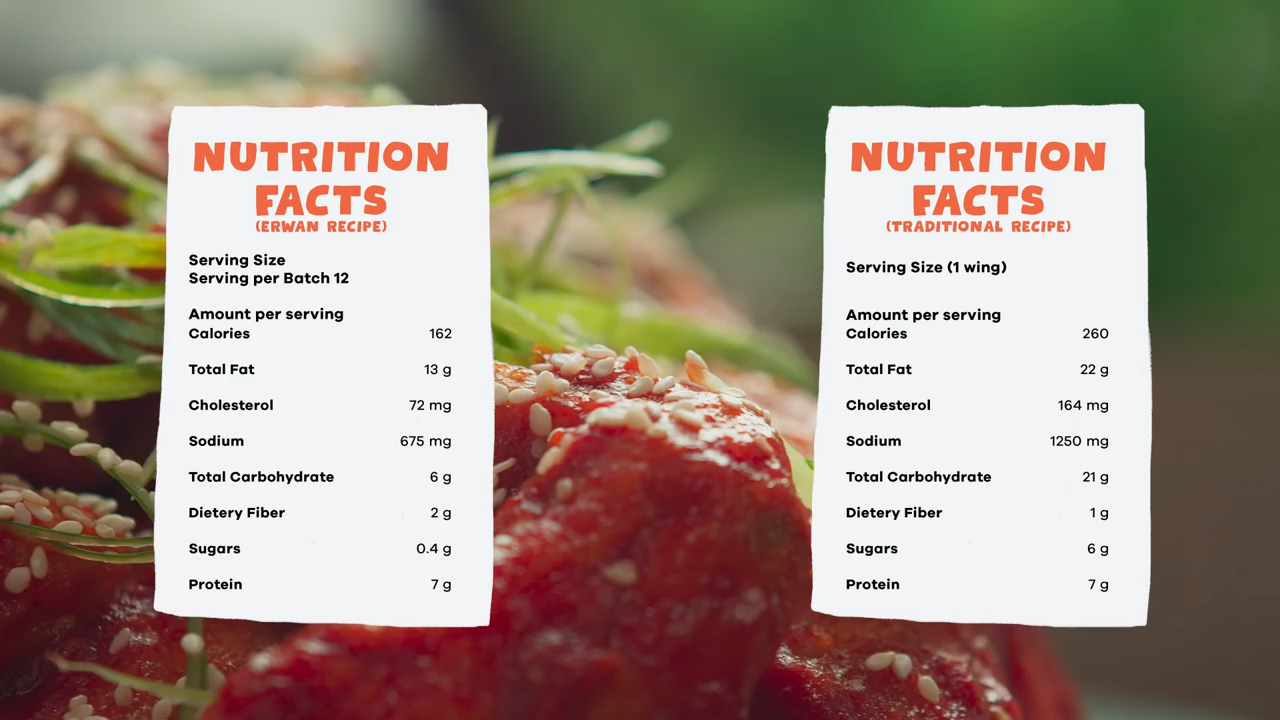 NUTRITION
FACTS
(ERWAN RECIPE)
Serving Size
Serving per Batch 12
Amount per serving
Calories 162
Total Fat 13 g
Cholesterol 72 mg
Sodium 675 mg
Total Carbohydrate 6 g
Dietery Fiber 2 g
Sugars 0.4 g
Protein 7 g
NUTRITION
FACTS
(TRADITIONAL RECIPE)
Serving Size (1 wing)
Amount per serving
Calories 260
Total Fat 22 g
Cholesterol 164 mg
Sodium 1250 mg
Total Carbohydrate 21 g
Dietery Fiber 1 g
Sugars 6 g
Protein 7 g